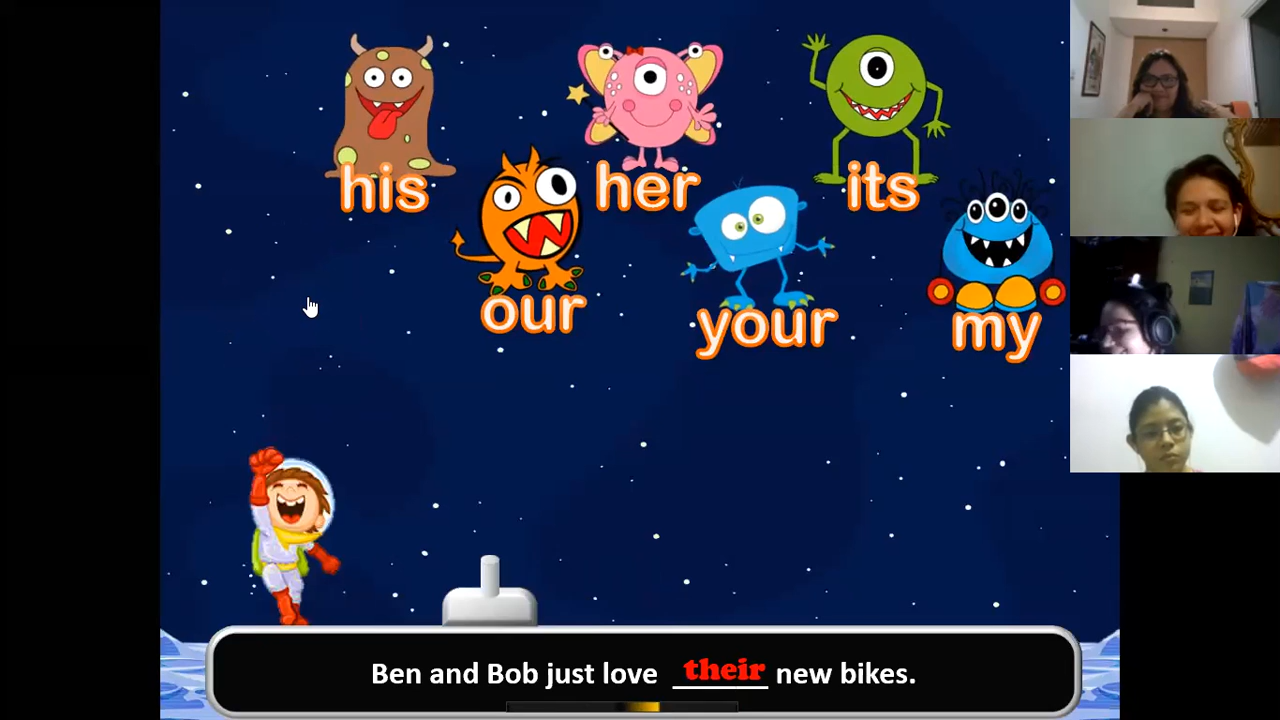 his
her
its
our
your
my
Ben and Bob just love their new bikes.